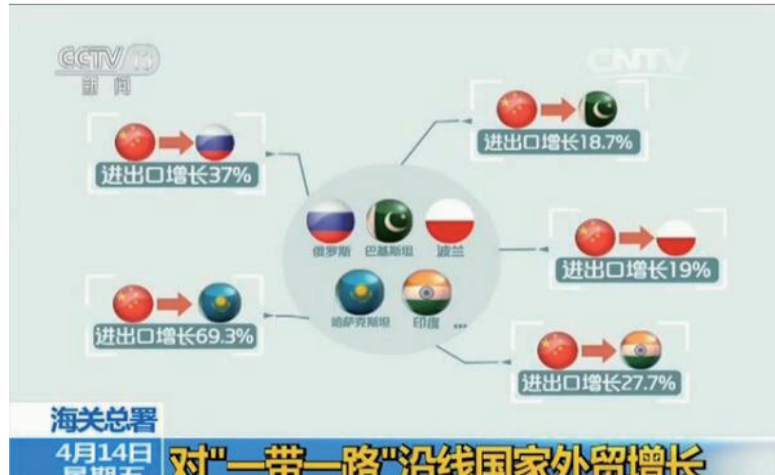 CCTV 13
新闻
CNTV
进出口增长18.7%
进出口增长37%
俄罗斯
巴基斯坦
波兰
进出口增长19%
哈萨克斯坦
印度
...
进出口增长69.3%
进出口增长27.7%
海关总署
4月14日
星期五
对"一带一路"沿线国家外贸增长